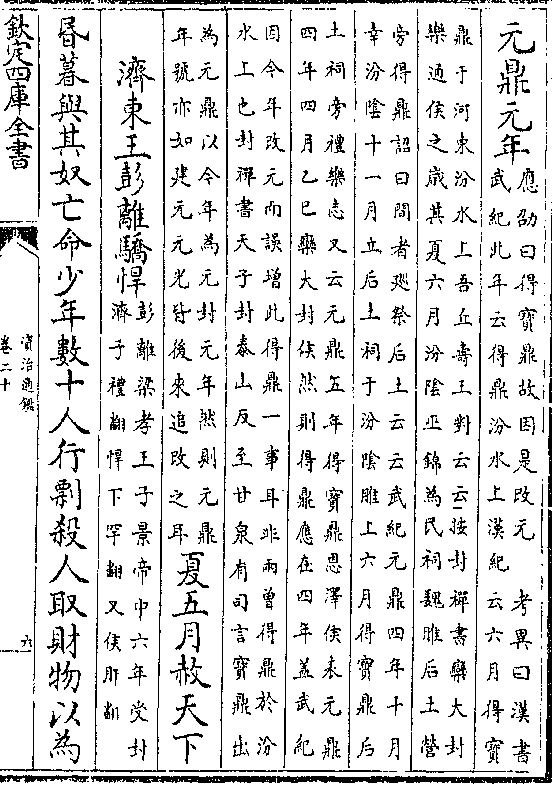 元鼎元年
應劭曰得寶鼎故因是改元　考異曰漢書
武紀此年云得鼎汾水上漢紀云六月得寶
鼎于河東汾水上吾丘壽王對云云按封禪書欒大封
樂通侯之歲其夏六月汾陰巫錦為民祠魏脽后土營
旁得鼎詔曰間者廵祭后土云云武紀元鼎四年十月
幸汾陰十一月立后土祠于汾陰脽上六月得寶鼎后
土祠旁禮樂志又云元鼎五年得寶鼎恩澤侯表元鼎
四年四月乙巳欒大封侯然則得鼎應在四年蓋武紀
因今年改元而誤增此得鼎一事耳非兩曾得鼎於汾
水上也封禪書天子封泰山反至甘泉有司言寶鼎出
為元鼎以今年為元封元年然則元鼎
年號亦如建元元光皆後來追改之耳
夏五月赦天下
濟東王彭離驕悍
彭離梁孝王子景帝中六年受封
濟子禮翻悍下罕翻又侯旰翻
昬暮與其奴亡命少年數十人行剽殺人取財物以為
欽定四庫全書
資治通鑑
卷二十
六